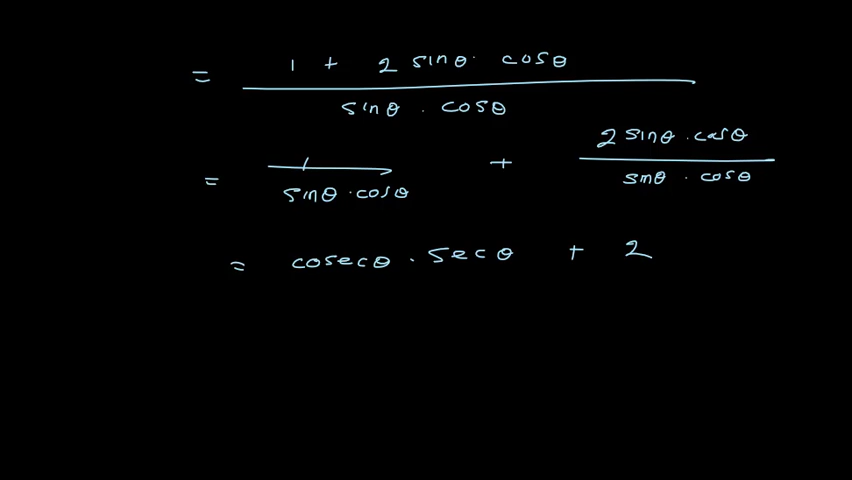 = 1 + 2 sinθ · cosθ / sinθ · cosθ
= 1 / sinθ · cosθ + 2 sinθ · cosθ / sinθ · cosθ
= cosecθ . secθ + 2